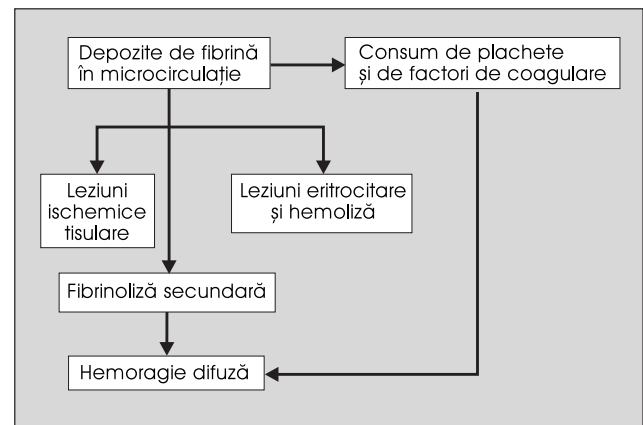 Depozite de fibrină
în microcirculație
Consum de plachete
și de factori de coagulare
Leziuni
ischemice
tisulare
Leziuni eritrocitare
și hemoliză
Fibrinoliză secundară
Hemoragie difuză